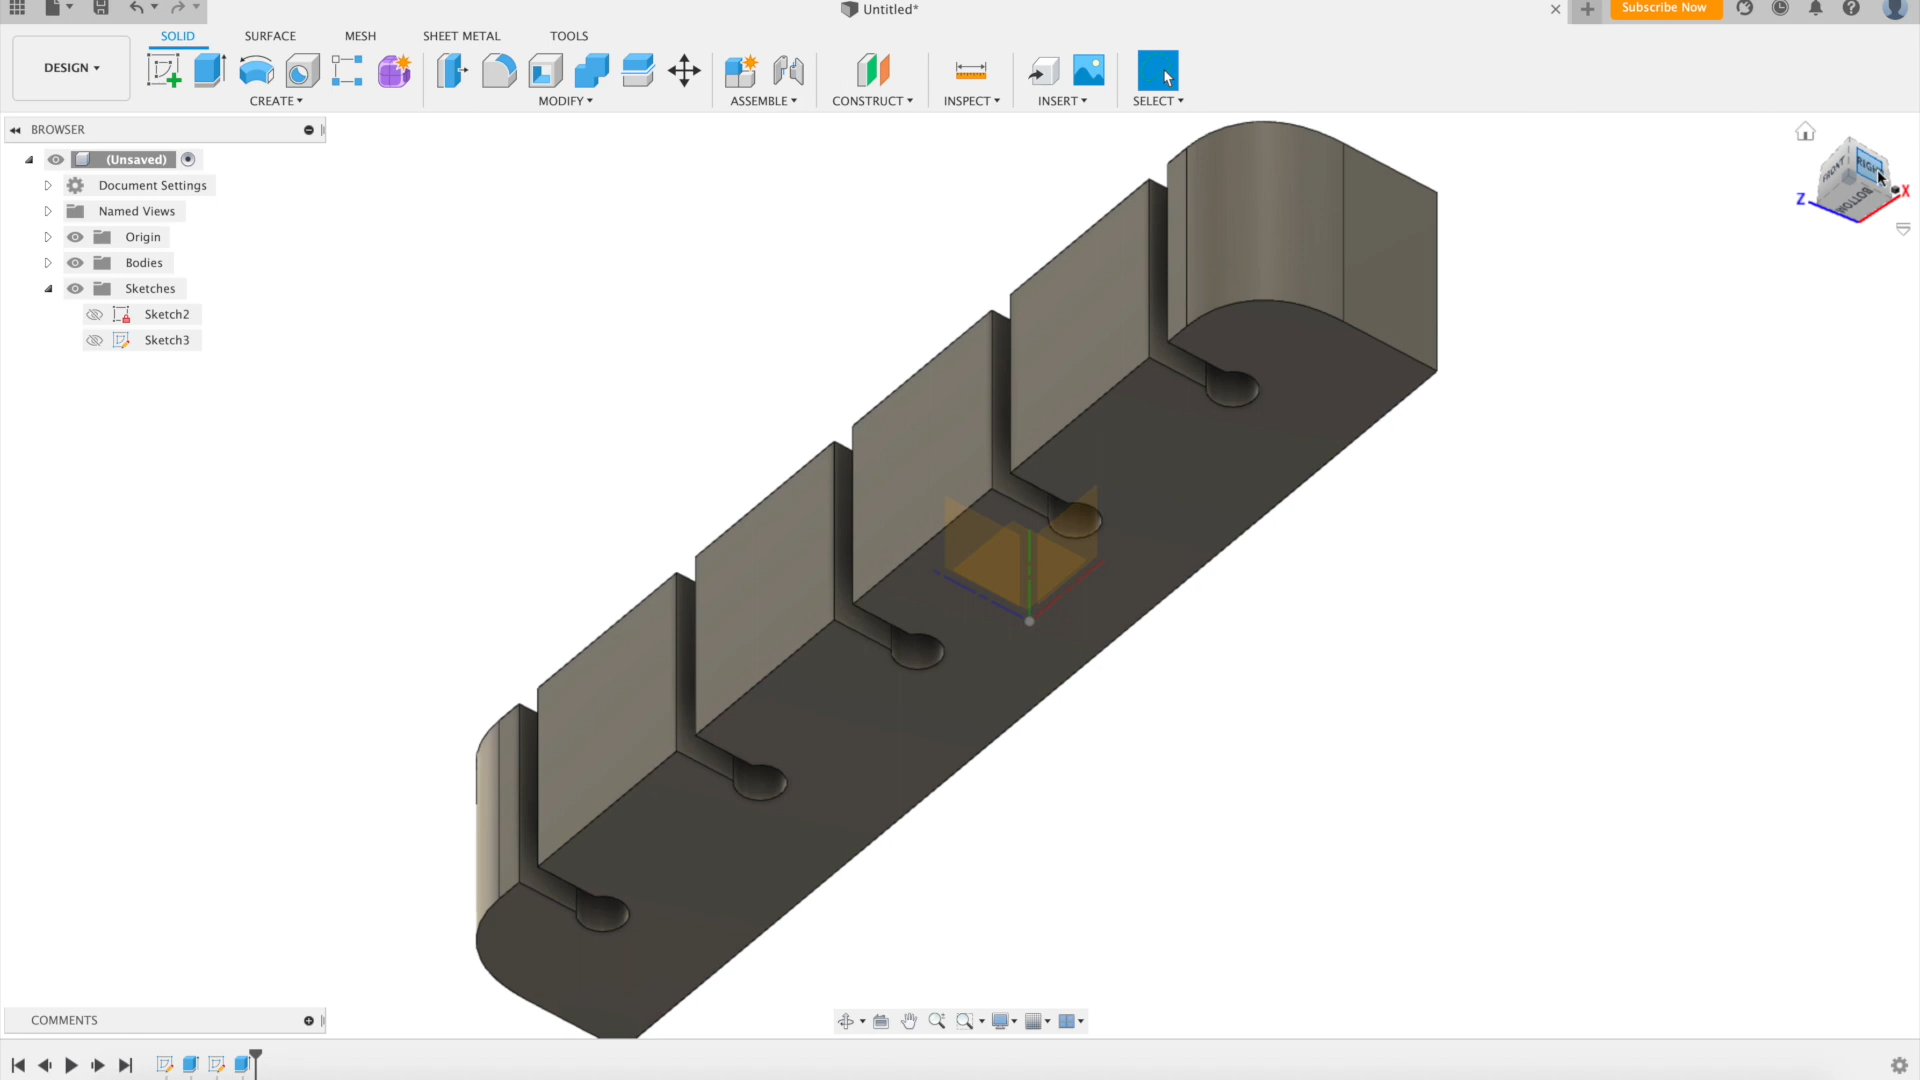 Untitled*
Subscribe Now
SOLID SURFACE MESH SHEET METAL TOOLS
DESIGN
CREATE MODIFY ASSEMBLE CONSTRUCT INSPECT INSERT SELECT
BROWSER
(Unsaved)
Document Settings
Named Views
Origin
Bodies
Sketches
Sketch2
Sketch3
FRONT
RIGHT
BOTTOM
Z
X
COMMENTS